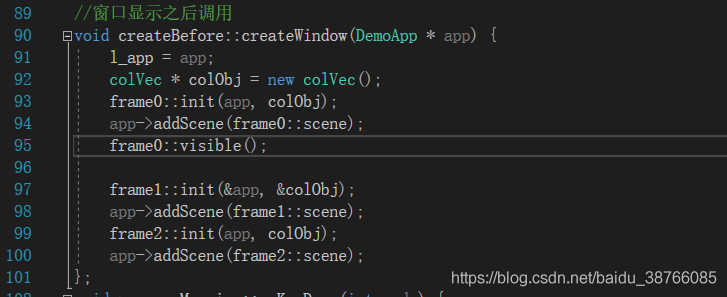 89 //窗口显示之后调用
90 void createBefore::createWindow(DemoApp * app) {
91 l_app = app;
92 colVec * colObj = new colVec();
93 frame0::init(app, colObj);
94 app->addScene(frame0::scene);
95 frame0::visible();
96
97 frame1::init(&app, &colObj);
98 app->addScene(frame1::scene);
99 frame2::init(app, colObj);
100 app->addScene(frame2::scene);
101 };
https://blog.csdn.net/baidu_38766085